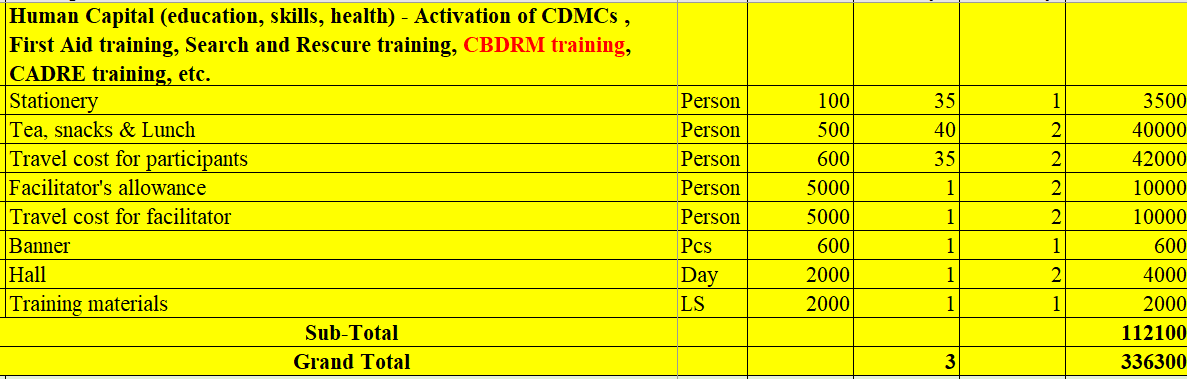 Human Capital (education, skills, health) - Activation of CDMCs ,
First Aid training, Search and Rescure training, CBDRM training,
CADRE training, etc.
Stationery Person 100 35 1 3500
Tea, snacks & Lunch Person 500 40 2 40000
Travel cost for participants Person 600 35 2 42000
Facilitator's allowance Person 5000 1 2 10000
Travel cost for facilitator Person 5000 1 2 10000
Banner Pcs 600 1 1 600
Hall Day 2000 1 2 4000
Training materials LS 2000 1 1 2000
Sub-Total 112100
Grand Total 3 336300